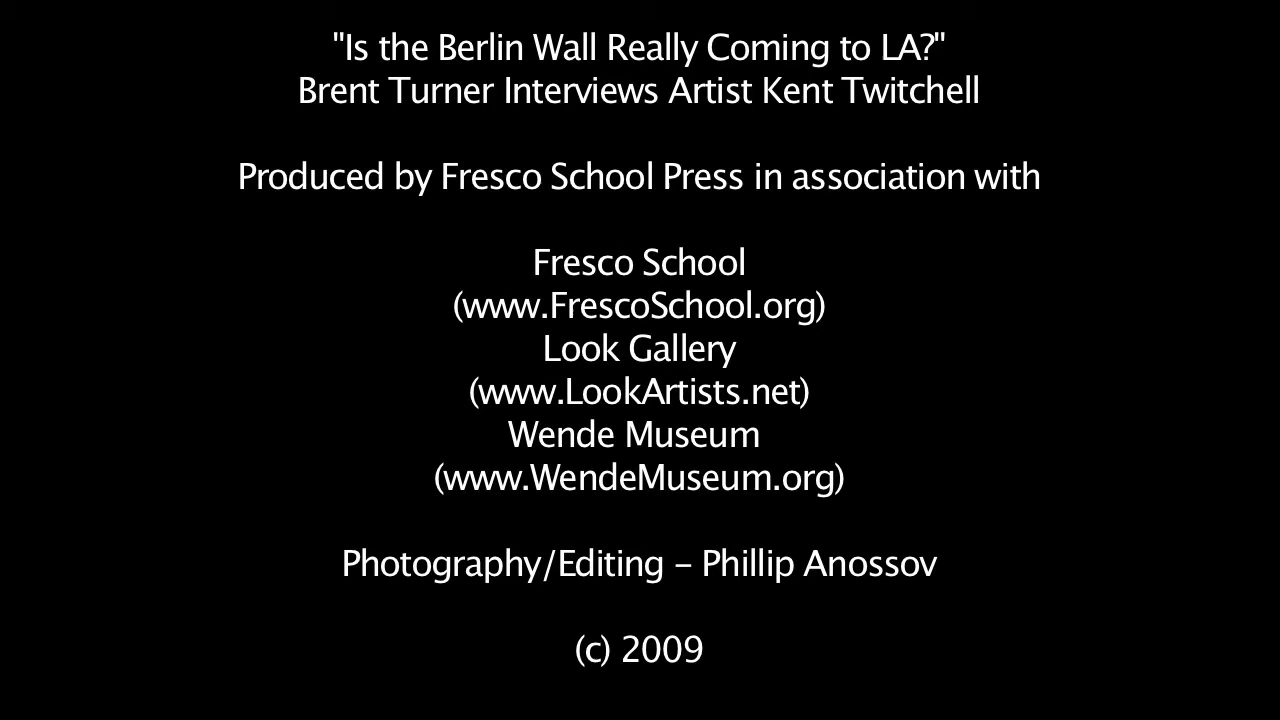 "Is the Berlin Wall Really Coming to LA?"
Brent Turner Interviews Artist Kent Twitchell
Produced by Fresco School Press in association with
Fresco School
(www.FrescoSchool.org)
Look Gallery
(www.LookArtists.net)
Wende Museum
(www.WendeMuseum.org)
Photography/Editing – Phillip Anossov
(c) 2009